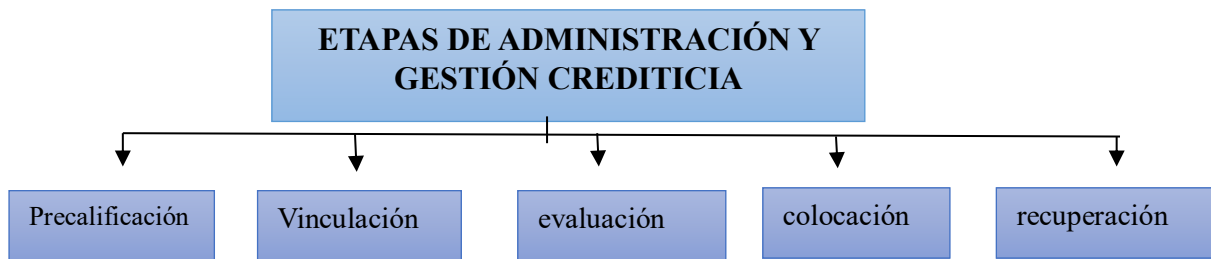 ETAPAS DE ADMINISTRACIÓN Y
GESTIÓN CREDITICIA
Precalificación
Vinculación
evaluación
colocación
recuperación